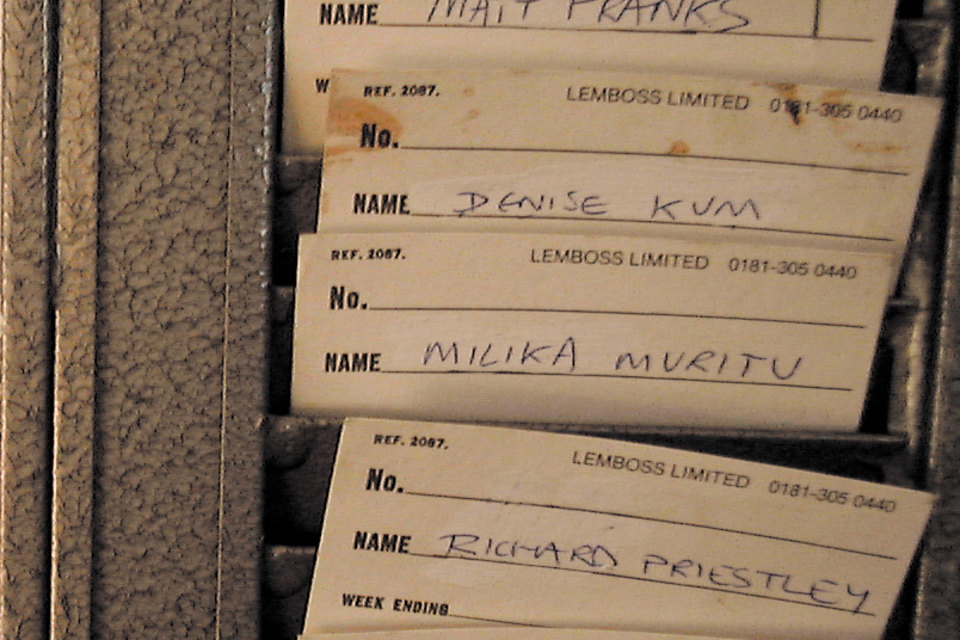 NAME MATT FRANKS
W
REF. 2087. LEMBOSS LIMITED 0181-305 0440
No.
NAME DENISE KUM
REF. 2087. LEMBOSS LIMITED 0181-305 0440
No.
NAME MILIKA MURITU
REF. 2087. LEMBOSS LIMITED 0181-305 0440
No.
NAME RICHARD PRIESTLEY
WEEK ENDING